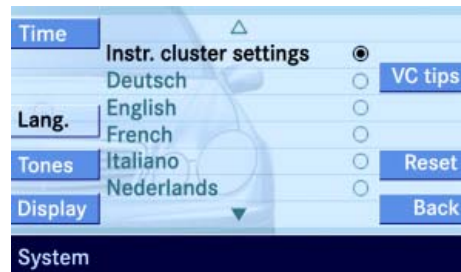 Time
Instr. cluster settings
Deutsch
VC tips
English
Lang.
French
Tones
Italiano
Reset
Nederlands
Display
Back
System